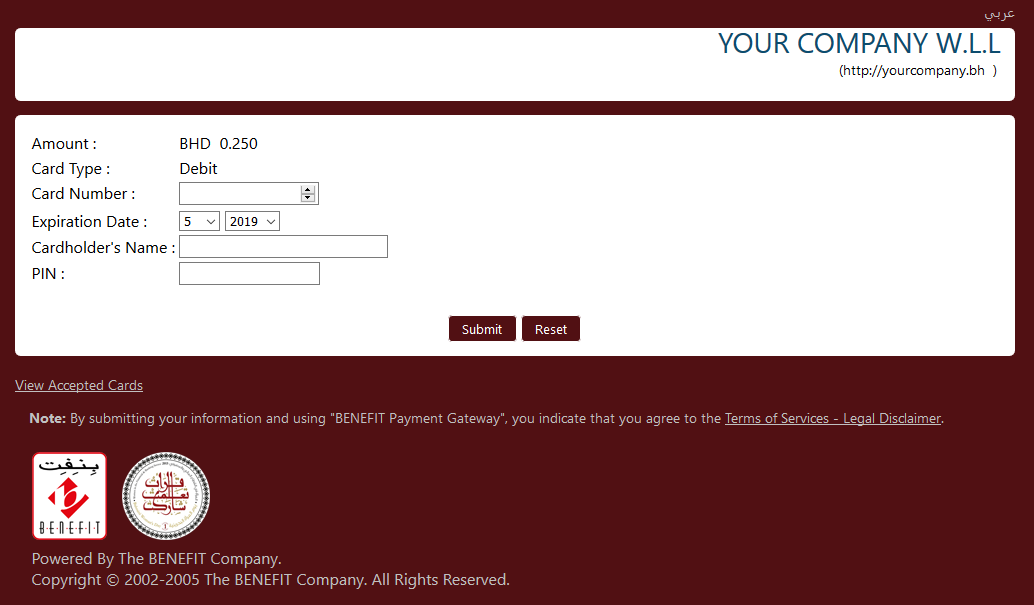 عربي
YOUR COMPANY W.L.L
(http://yourcompany.bh )
Amount : BHD 0.250
Card Type : Debit
Card Number :
Expiration Date : 5 2019
Cardholder's Name :
PIN :
Submit Reset
View Accepted Cards
Note: By submitting your information and using "BENEFIT Payment Gateway", you indicate that you agree to the Terms of Services - Legal Disclaimer.
بنفت
BENEFIT
Powered By The BENEFIT Company.
Copyright © 2002-2005 The BENEFIT Company. All Rights Reserved.